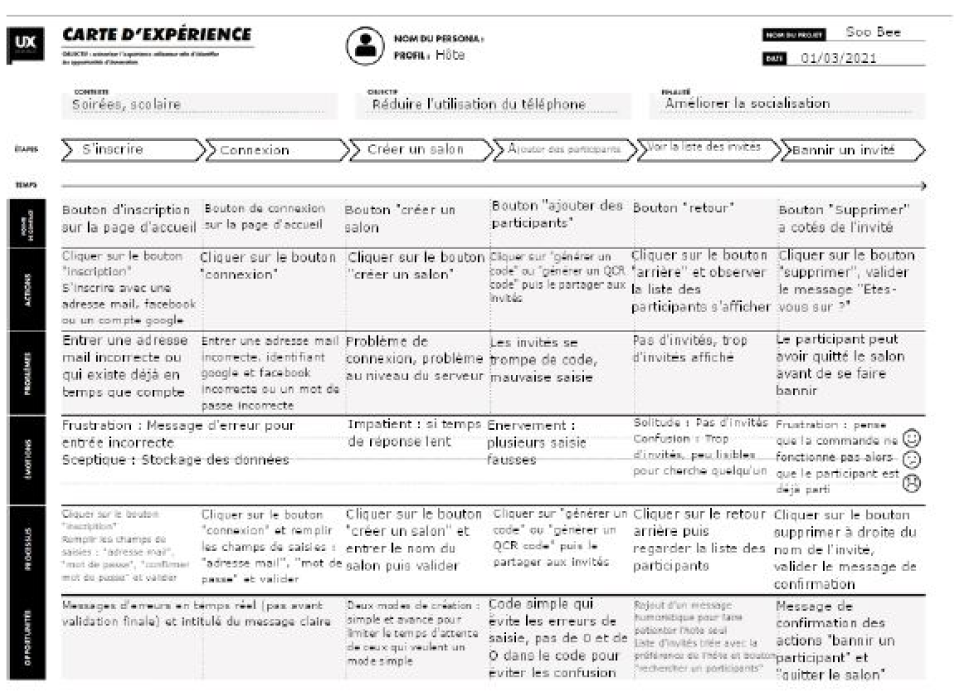 UX
CARTE D'EXPÉRIENCE
NOM DU PERSONA :
PROFIL : Hôte
NOM DU PROJET Soo Bee
DATE 01/03/2021
CONTEXTE
Soirées, scolaire
OBJECTIF
Réduire l'utilisation du téléphone
FINALITÉ
Améliorer la socialisation
ÉTAPES
S'inscrire
Connexion
Créer un salon
Ajouter des participants
Voir la liste des invites
Bannir un invité
TEMPS
POINTS
DE CONTACT
Bouton d'inscription
sur la page d'accueil
Bouton de connexion
sur la page d'accueil
Bouton "créer un
salon
Bouton "ajouter des
participants"
Bouton "retour"
Bouton "Supprimer"
a cotés de l'invité
ACTIONS
Cliquer sur le bouton
"inscription"
S'inscrire avec une
adresse mail, facebook
ou un compte google
Cliquer sur le bouton
"connexion"
Cliquer sur le bouton
"créer un salon"
Cliquer sur "générer un
code" ou "générer un QCR
code" puis le partager aux
invités
Cliquer sur le bouton
"arrière" et observer
la liste des
participants s'afficher
Cliquer sur le bouton
"supprimer", valider
le message "Etes-
vous sur ?"
PROBLÈMES
Entrer une adresse
mail incorrecte ou
qui existe déjà en
temps que compte
Entrer une adresse mail
incorrecte, identifiant
google et facebook
incorrecte ou un mot de
passe incorrecte
Problème de
connexion, problème
au niveau du serveur
Les invités se
trompe de code,
mauvaise saisie
Pas d'invités, trop
d'invités affiché
Le participant peut
avoir quitté le salon
avant de se faire
bannir
ÉMOTIONS
Frustration : Message d'erreur pour
entrée incorrecte
Sceptique : Stockage des données
Impatient : si temps
de réponse lent
Enervement :
plusieurs saisie
fausses
Solitude : Pas d'invités
Confusion : Trop
d'invités, peu lisibles
pour cherche quelqu'un
Frustration : pense
que la commande ne
fonctionne pas alors
que le participant est
déjà parti
PROCESSUS
Cliquer sur le bouton
"inscription"
Remplir les champs de
saisies : "adresse mail",
"mot de passe", "confirmer
mot de passe" et valider
Cliquer sur le bouton
"connexion" et remplir
les champs de saisies :
"adresse mail", "mot de
passe" et valider
Cliquer sur le bouton
"créer un salon" et
entrer le nom du
salon puis valider
Cliquer sur "générer un
code" ou "générer un
QCR code" puis le
partager aux invités
Cliquer sur le retour
arrière puis
regarder la liste des
participants
Cliquer sur le bouton
supprimer à droite du
nom de l'invité,
valider le message de
confirmation
OPPORTUNITÉS
Messages d'erreurs en temps réel (pas avant
validation finale) et intitulé du message claire
Deux modes de création :
simple et avancé pour
limiter le temps d'attente
de ceux qui veulent un
mode simple
Code simple qui
évite les erreurs de
saisie, pas de 0 et de
O dans le code pour
éviter les confusion
Rajout d'un message
humoristique pour faire
patienter l'hote seul
Liste d'invités triée avec la
préférence de l'hôte et bouton
"rechercher un participants"
Message de
confirmation des
actions "bannir un
participant" et
"quitter le salon"